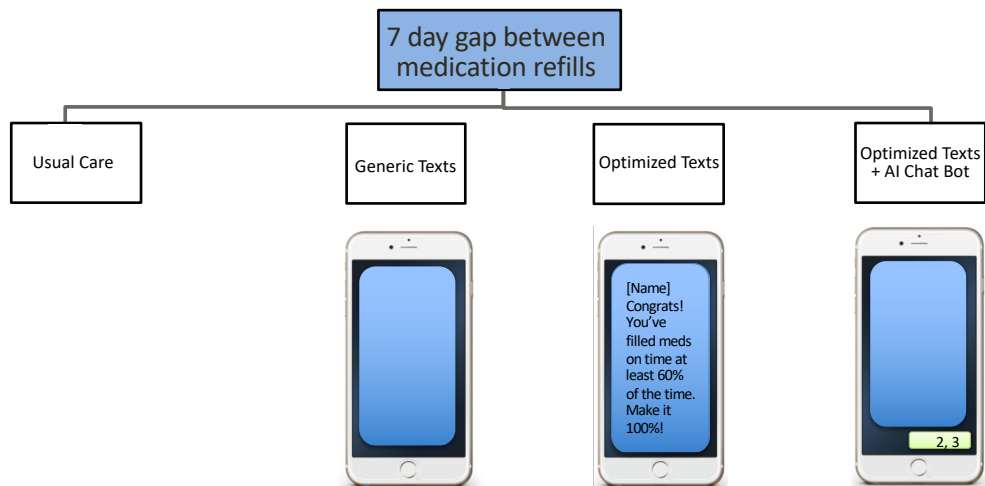 7 day gap between
medication refills
Usual Care
Generic Texts
Optimized Texts
Optimized Texts
+ AI Chat Bot
[Name]
Congrats!
You’ve
filled meds
on time at
least 60%
of the time.
Make it
100%!
2, 3